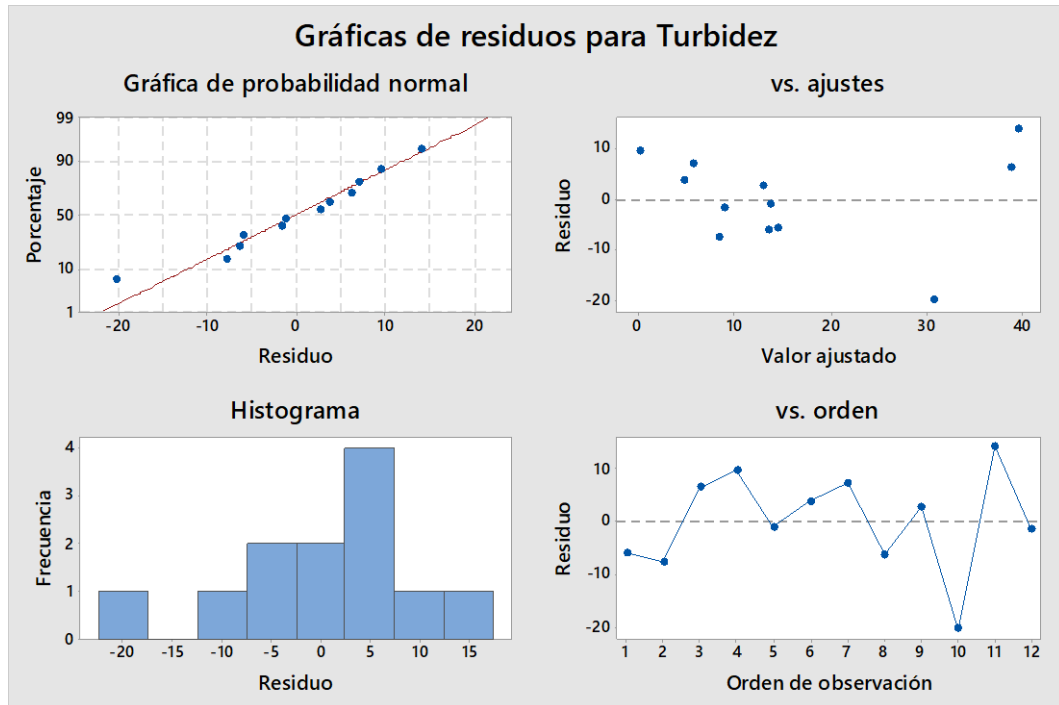 Gráficas de residuos para Turbidez
Gráfica de probabilidad normal
99
90
50
10
1
Porcentaje
-20 -10 0 10 20
Residuo
vs. ajustes
10
0
-10
-20
Residuo
0 10 20 30 40
Valor ajustado
Histograma
4
3
2
1
0
Frecuencia
-20 -15 -10 -5 0 5 10 15
Residuo
vs. orden
10
0
-10
-20
Residuo
1 2 3 4 5 6 7 8 9 10 11 12
Orden de observación